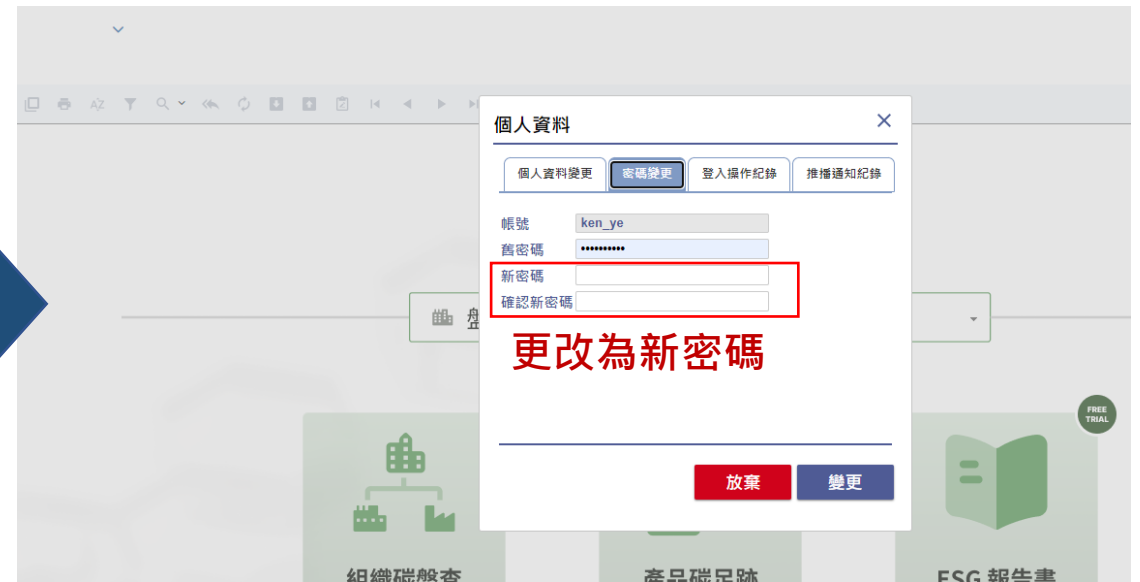 個人資料
個人資料變更 密碼變更 登入操作紀錄 推播通知紀錄
帳號 ken_ye
舊密碼 ••••••••••
新密碼
確認新密碼
更改為新密碼
放棄 變更
FREE
TRIAL
組織碳盤查 產品碳足跡 ESG 報告書